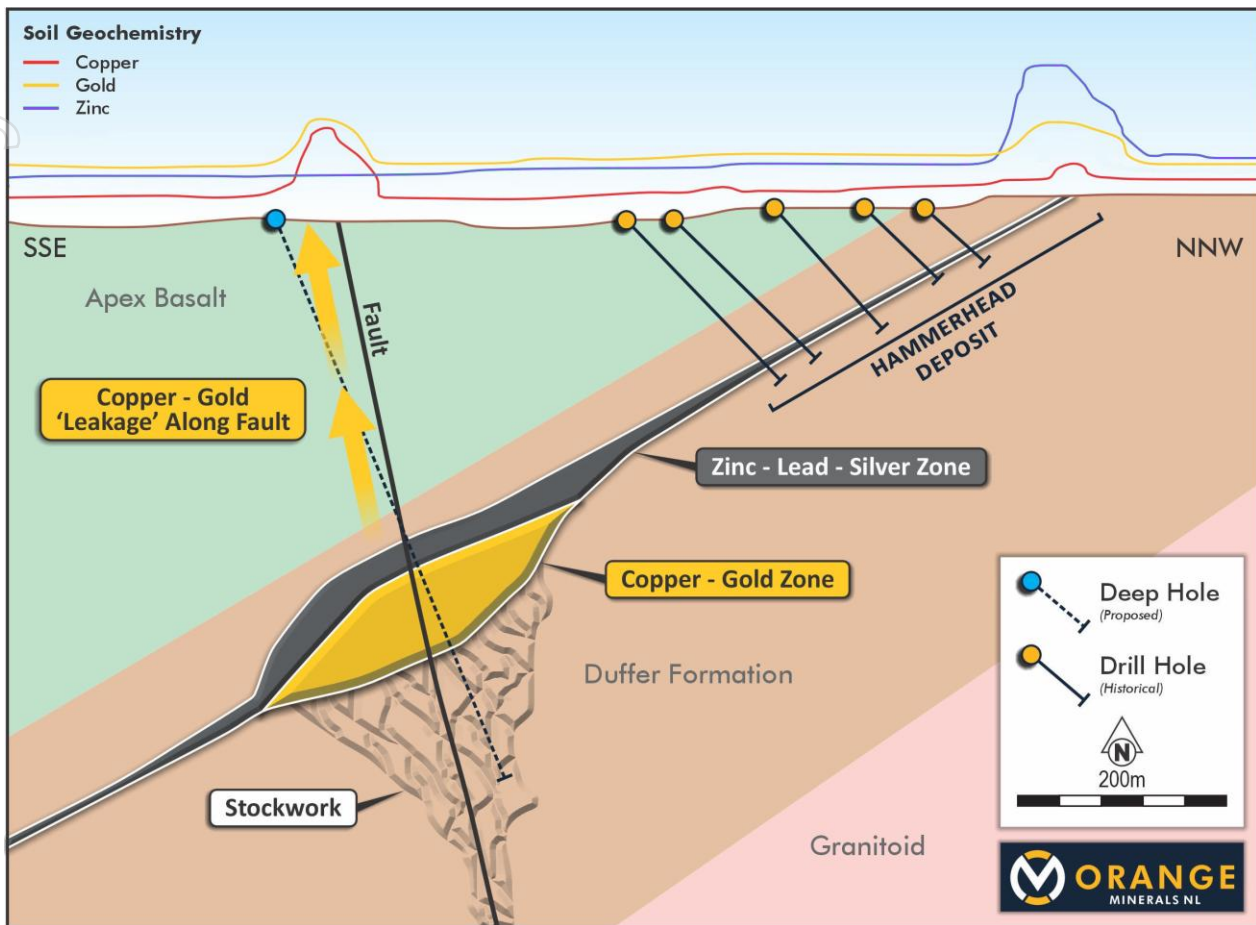 Soil Geochemistry
Copper
Gold
Zinc
SSE
NNW
Apex Basalt
Fault
HAMMERHEAD
DEPOSIT
Copper - Gold
‘Leakage’ Along Fault
Zinc - Lead - Silver Zone
Copper - Gold Zone
Duffer Formation
Stockwork
Granitoid
Deep Hole
(Proposed)
Drill Hole
(Historical)
N
200m
ORANGE
MINERALS NL